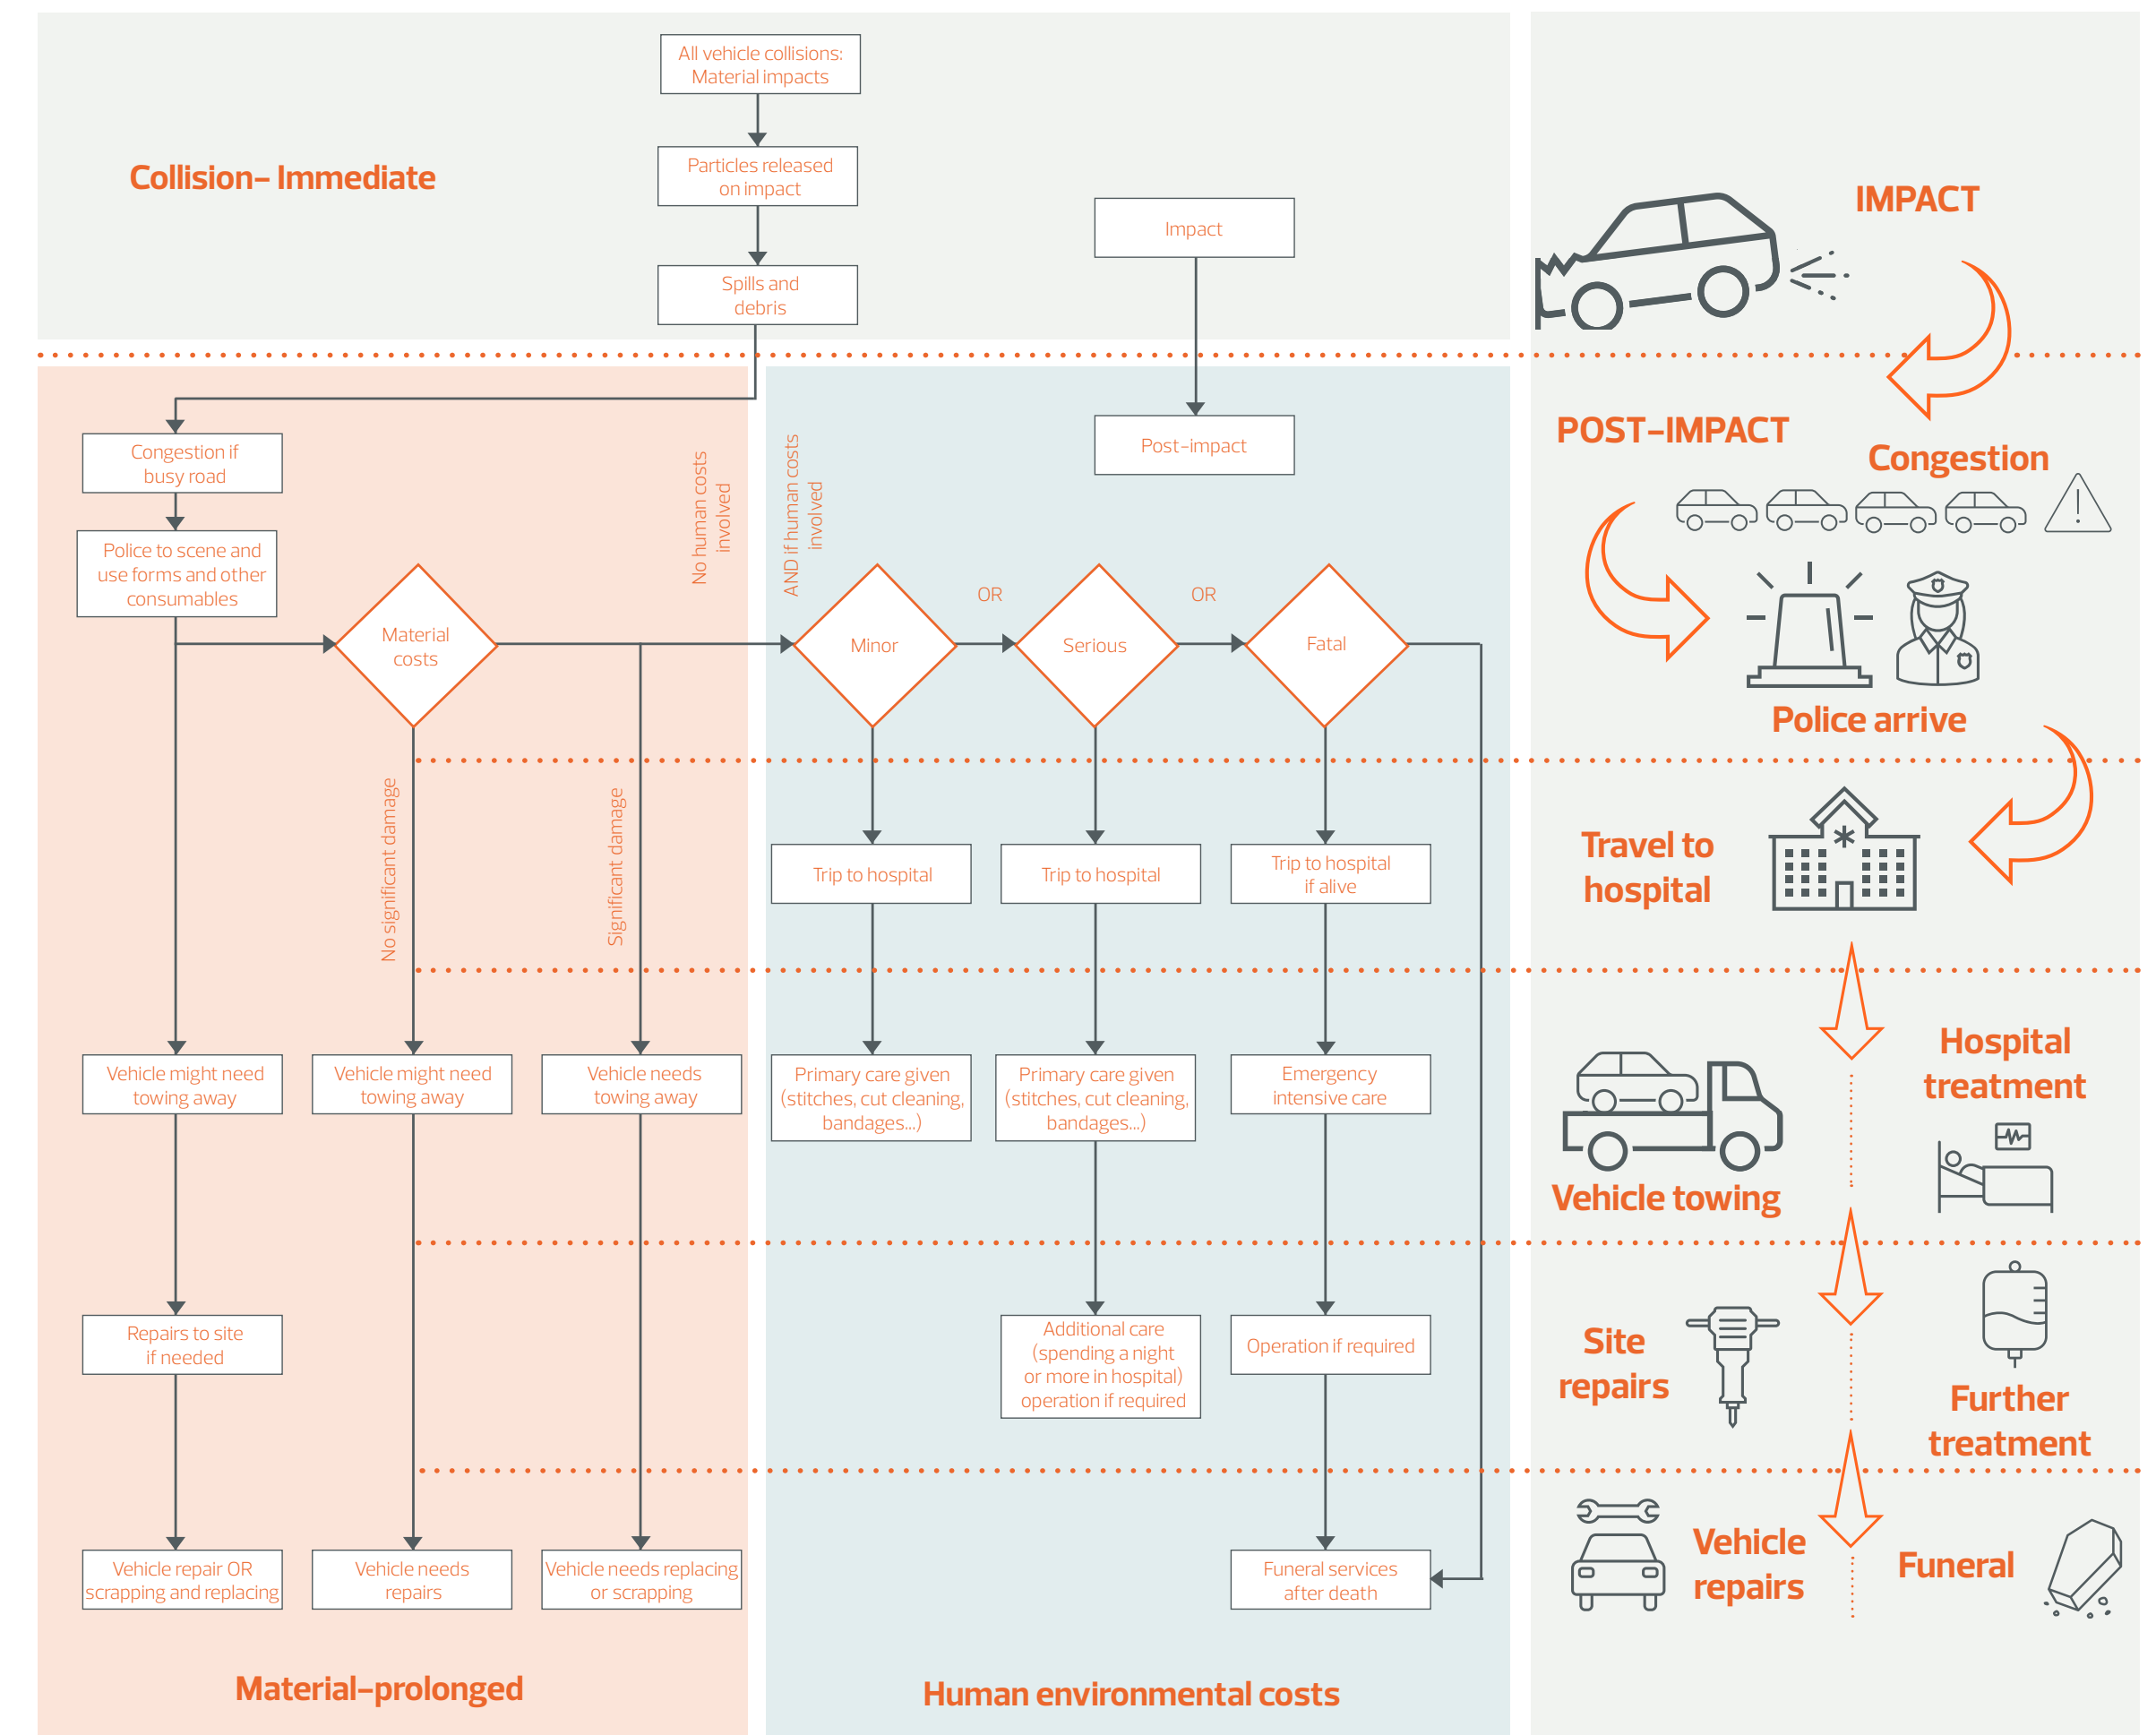 All vehicle collisions:
Material impacts
Particles released
on impact
Collision- Immediate
Spills and
debris
Impact
Post-impact
Congestion if
busy road
Police to scene and
use forms and other
consumables
No human costs
involved
AND if human costs
involved
Material
costs
Minor
OR
Serious
OR
Fatal
No significant damage
Significant damage
Trip to hospital
Trip to hospital
Trip to hospital
if alive
Vehicle might need
towing away
Vehicle might need
towing away
Vehicle needs
towing away
Primary care given
(stitches, cut cleaning,
bandages...)
Primary care given
(stitches, cut cleaning,
bandages...)
Emergency
intensive care
Repairs to site
if needed
Additional care
(spending a night
or more in hospital)
operation if required
Operation if required
Vehicle repair OR
scrapping and replacing
Vehicle needs
repairs
Vehicle needs replacing
or scrapping
Funeral services
after death
Material-prolonged
Human environmental costs
IMPACT
POST-IMPACT
Congestion
Police arrive
Travel to
hospital
Hospital
treatment
Vehicle towing
Site
repairs
Further
treatment
Vehicle
repairs
Funeral